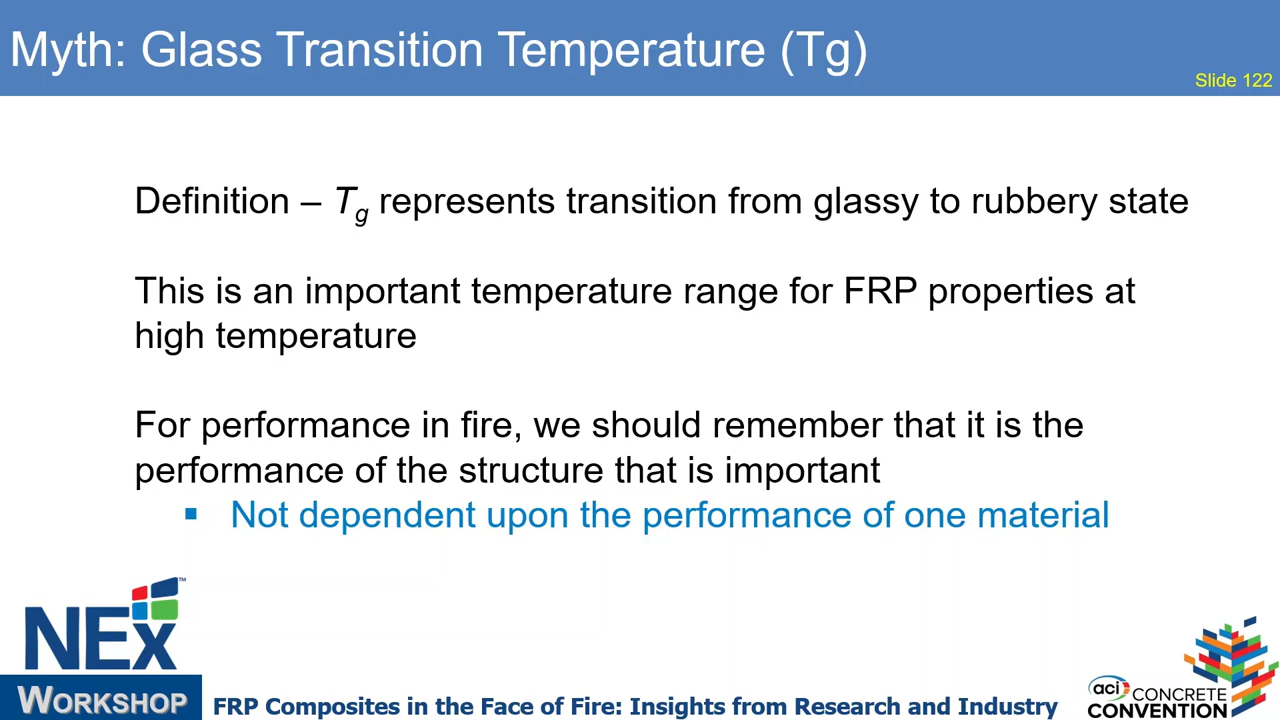 Myth: Glass Transition Temperature (Tg)
Slide 122
Definition – Tg represents transition from glassy to rubbery state
This is an important temperature range for FRP properties at
high temperature
For performance in fire, we should remember that it is the
performance of the structure that is important
▪ Not dependent upon the performance of one material
NEx™
WORKSHOP
FRP Composites in the Face of Fire: Insights from Research and Industry
aci CONCRETE
CONVENTION